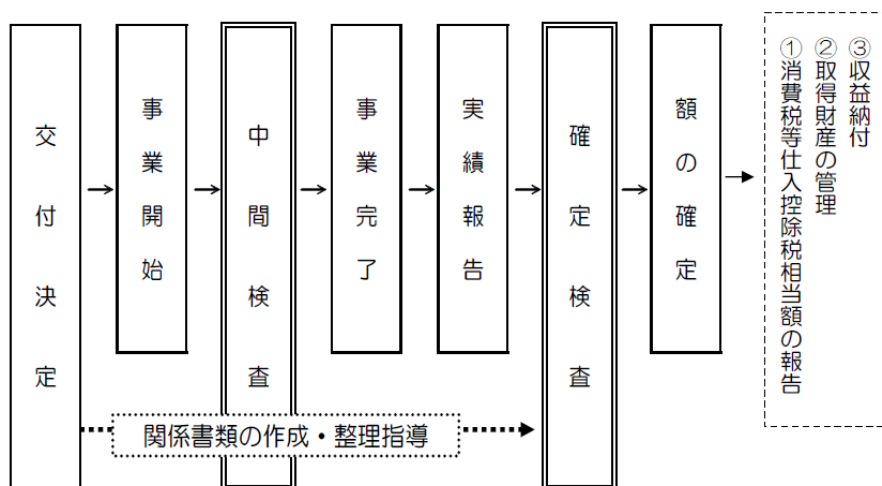 交付決定
事業開始
中間検査
事業完了
実績報告
確定検査
額の確定
①消費税等仕入控除税相当額の報告
②取得財産の管理
③収益納付
関係書類の作成・整理指導